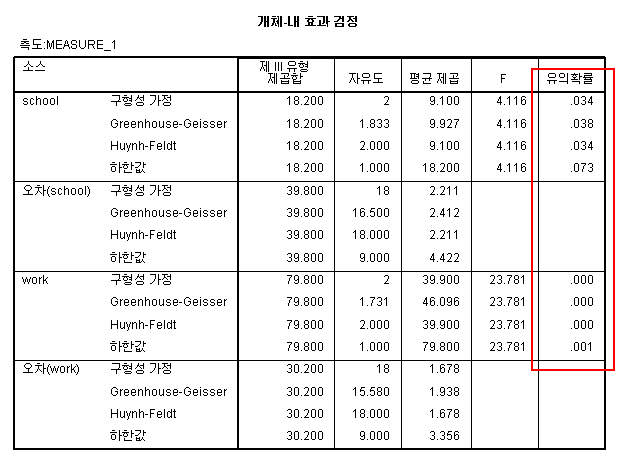 개체-내 효과 검정
측도:MEASURE_1
소스 제 III 유형 제곱합 자유도 평균 제곱 F 유의확률
school 구형성 가정 18.200 2 9.100 4.116 .034
Greenhouse-Geisser 18.200 1.833 9.927 4.116 .038
Huynh-Feldt 18.200 2.000 9.100 4.116 .034
하한값 18.200 1.000 18.200 4.116 .073
오차(school) 구형성 가정 39.800 18 2.211
Greenhouse-Geisser 39.800 16.500 2.412
Huynh-Feldt 39.800 18.000 2.211
하한값 39.800 9.000 4.422
work 구형성 가정 79.800 2 39.900 23.781 .000
Greenhouse-Geisser 79.800 1.731 46.096 23.781 .000
Huynh-Feldt 79.800 2.000 39.900 23.781 .000
하한값 79.800 1.000 79.800 23.781 .001
오차(work) 구형성 가정 30.200 18 1.678
Greenhouse-Geisser 30.200 15.580 1.938
Huynh-Feldt 30.200 18.000 1.678
하한값 30.200 9.000 3.356